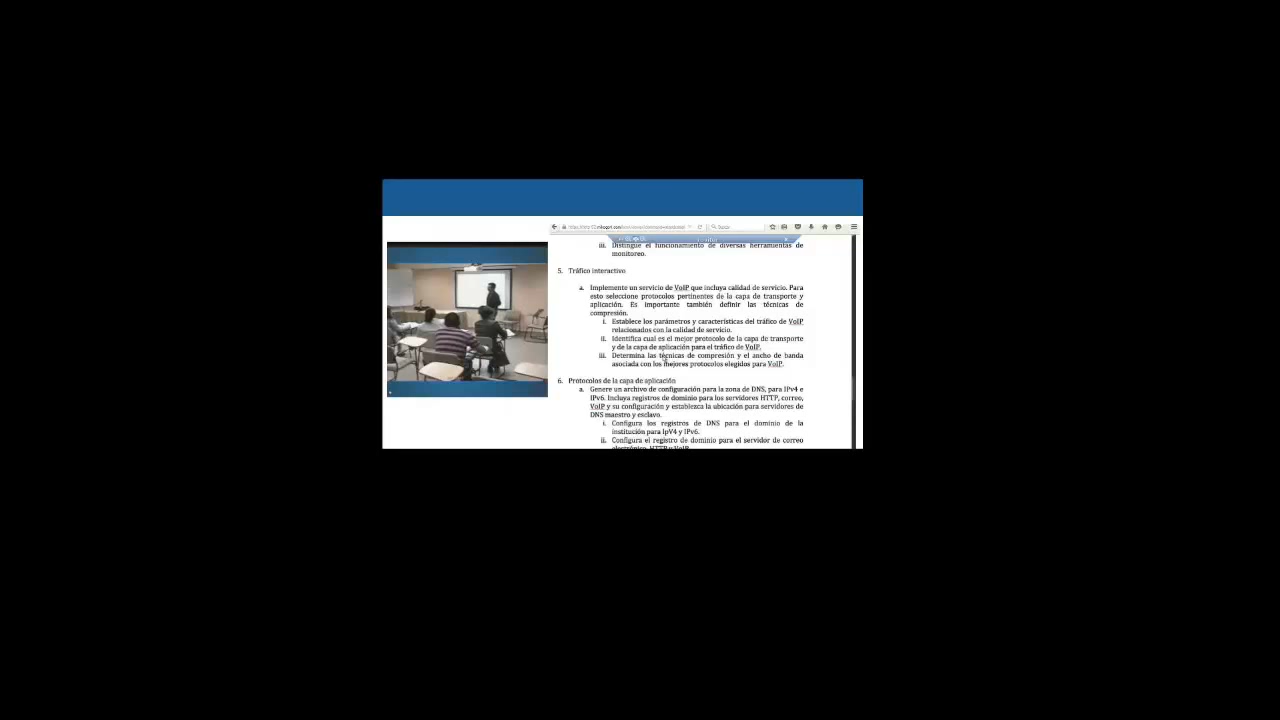 Buscar
iii. Distingue el funcionamiento de diversas herramientas de
monitoreo.
5. Tráfico interactivo
a. Implemente un servicio de VoIP que incluya calidad de servicio. Para
esto seleccione protocolos pertinentes de la capa de transporte y
aplicación. Es importante también definir las técnicas de
compresión.
i. Establece los parámetros y características del tráfico de VoIP
relacionados con la calidad de servicio.
ii. Identifica cual es el mejor protocolo de la capa de transporte
y de la capa de aplicación para el tráfico de VoIP.
iii. Determina las técnicas de compresión y el ancho de banda
asociada con los mejores protocolos elegidos para VoIP.
6. Protocolos de la capa de aplicación
a. Genere un archivo de configuración para la zona de DNS, para IPv4 e
IPv6. Incluya registros de dominio para los servidores HTTP, correo,
VoIP y su configuración y establezca la ubicación para servidores de
DNS maestro y esclavo.
i. Configura los registros de DNS para el dominio de la
institución para IpV4 y IPv6.
ii. Configura el registro de dominio para el servidor de correo
electrónico, HTTP y VoIP.